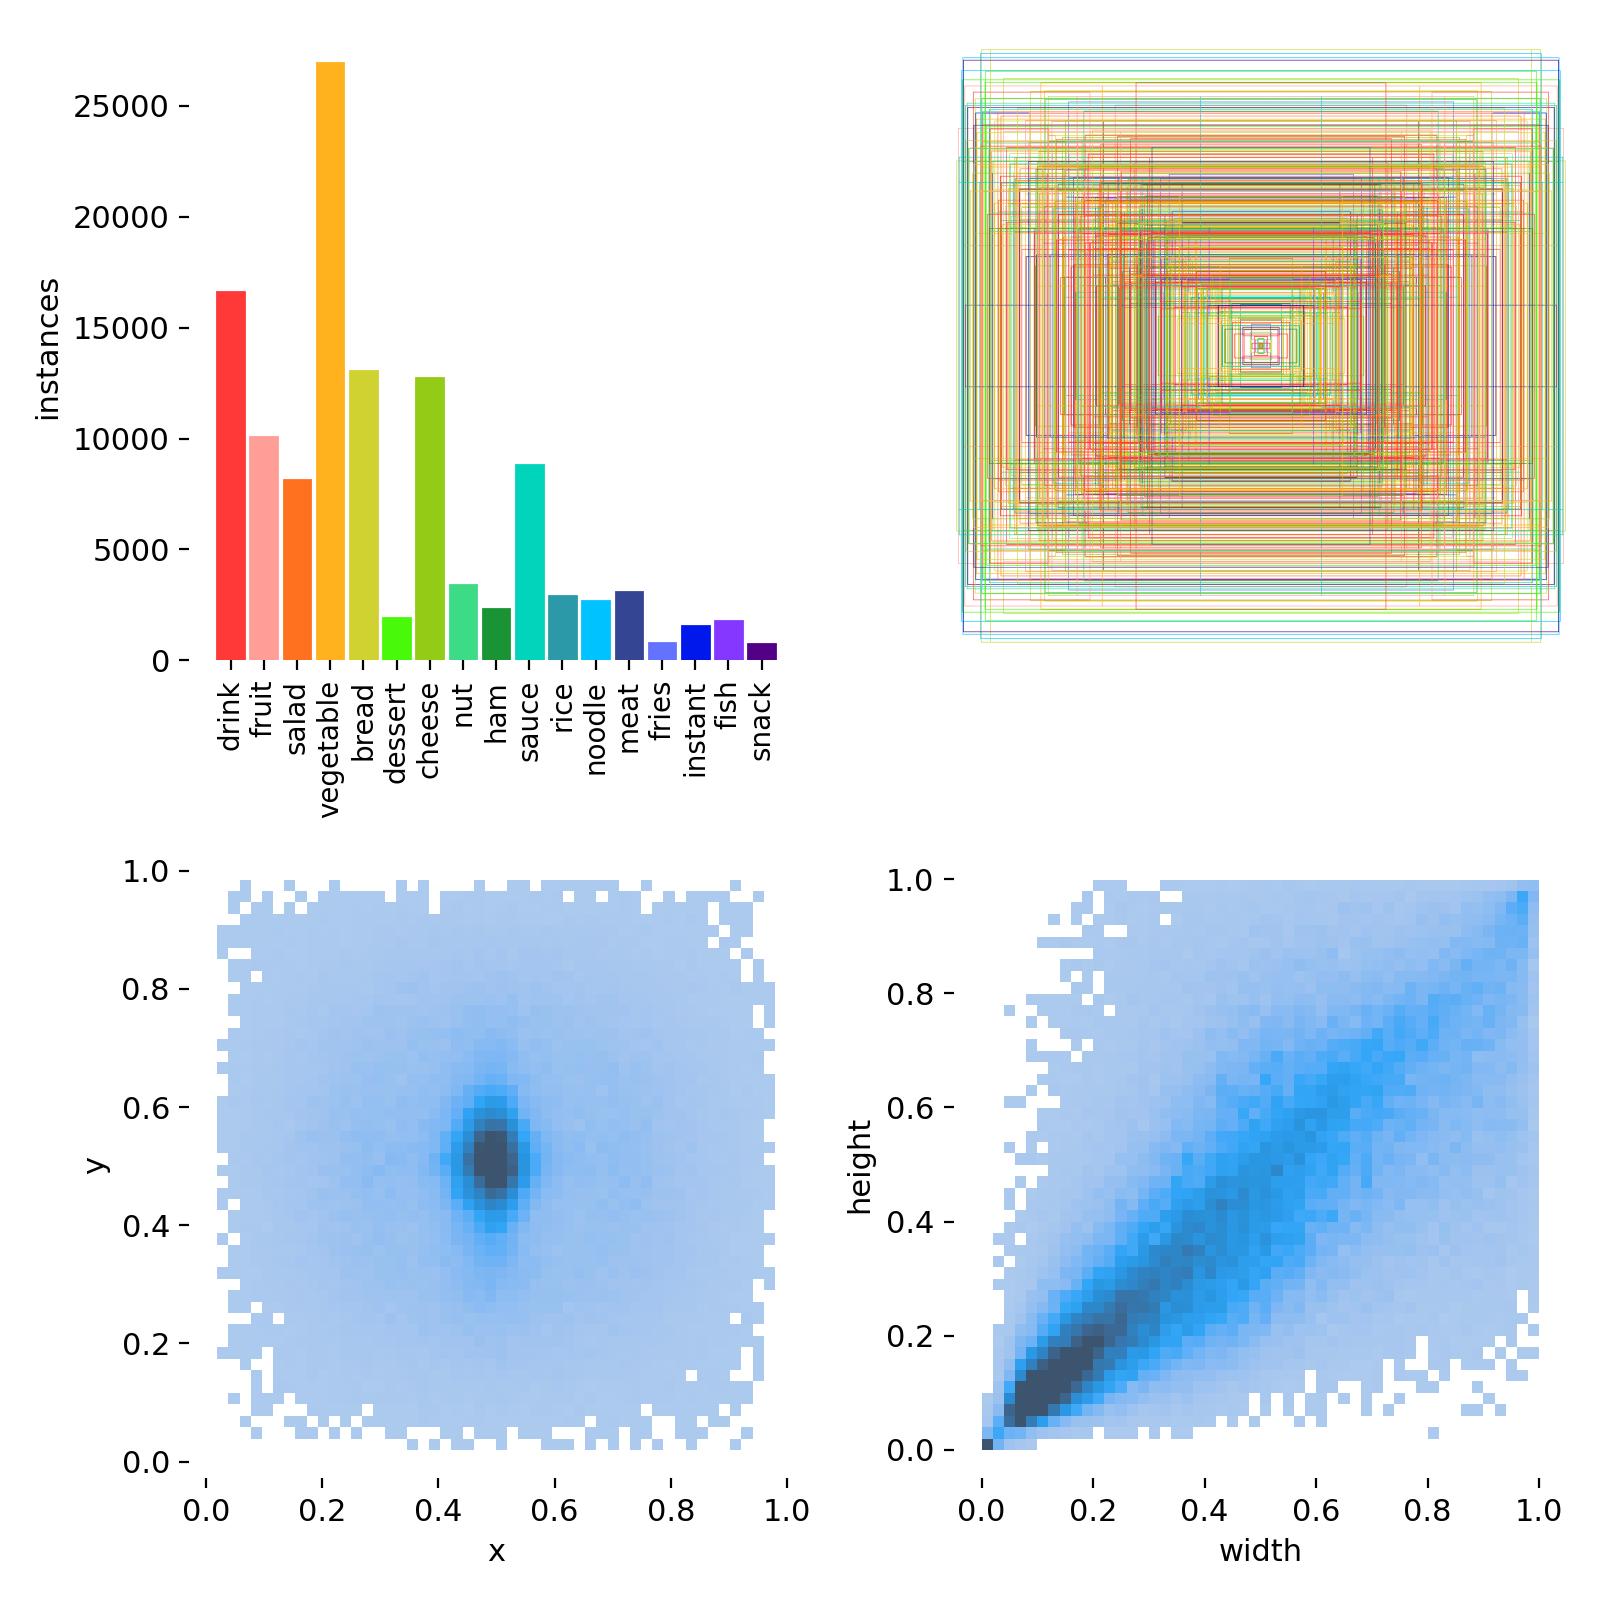 25000
20000
15000
10000
5000
0
instances
drink
fruit
salad
vegetable
bread
dessert
cheese
nut
ham
sauce
rice
noodle
meat
fries
instant
fish
snack
1.0
0.8
0.6
0.4
0.2
0.0
y
0.0 0.2 0.4 0.6 0.8 1.0
x
1.0
0.8
0.6
0.4
0.2
0.0
height
0.0 0.2 0.4 0.6 0.8 1.0
width